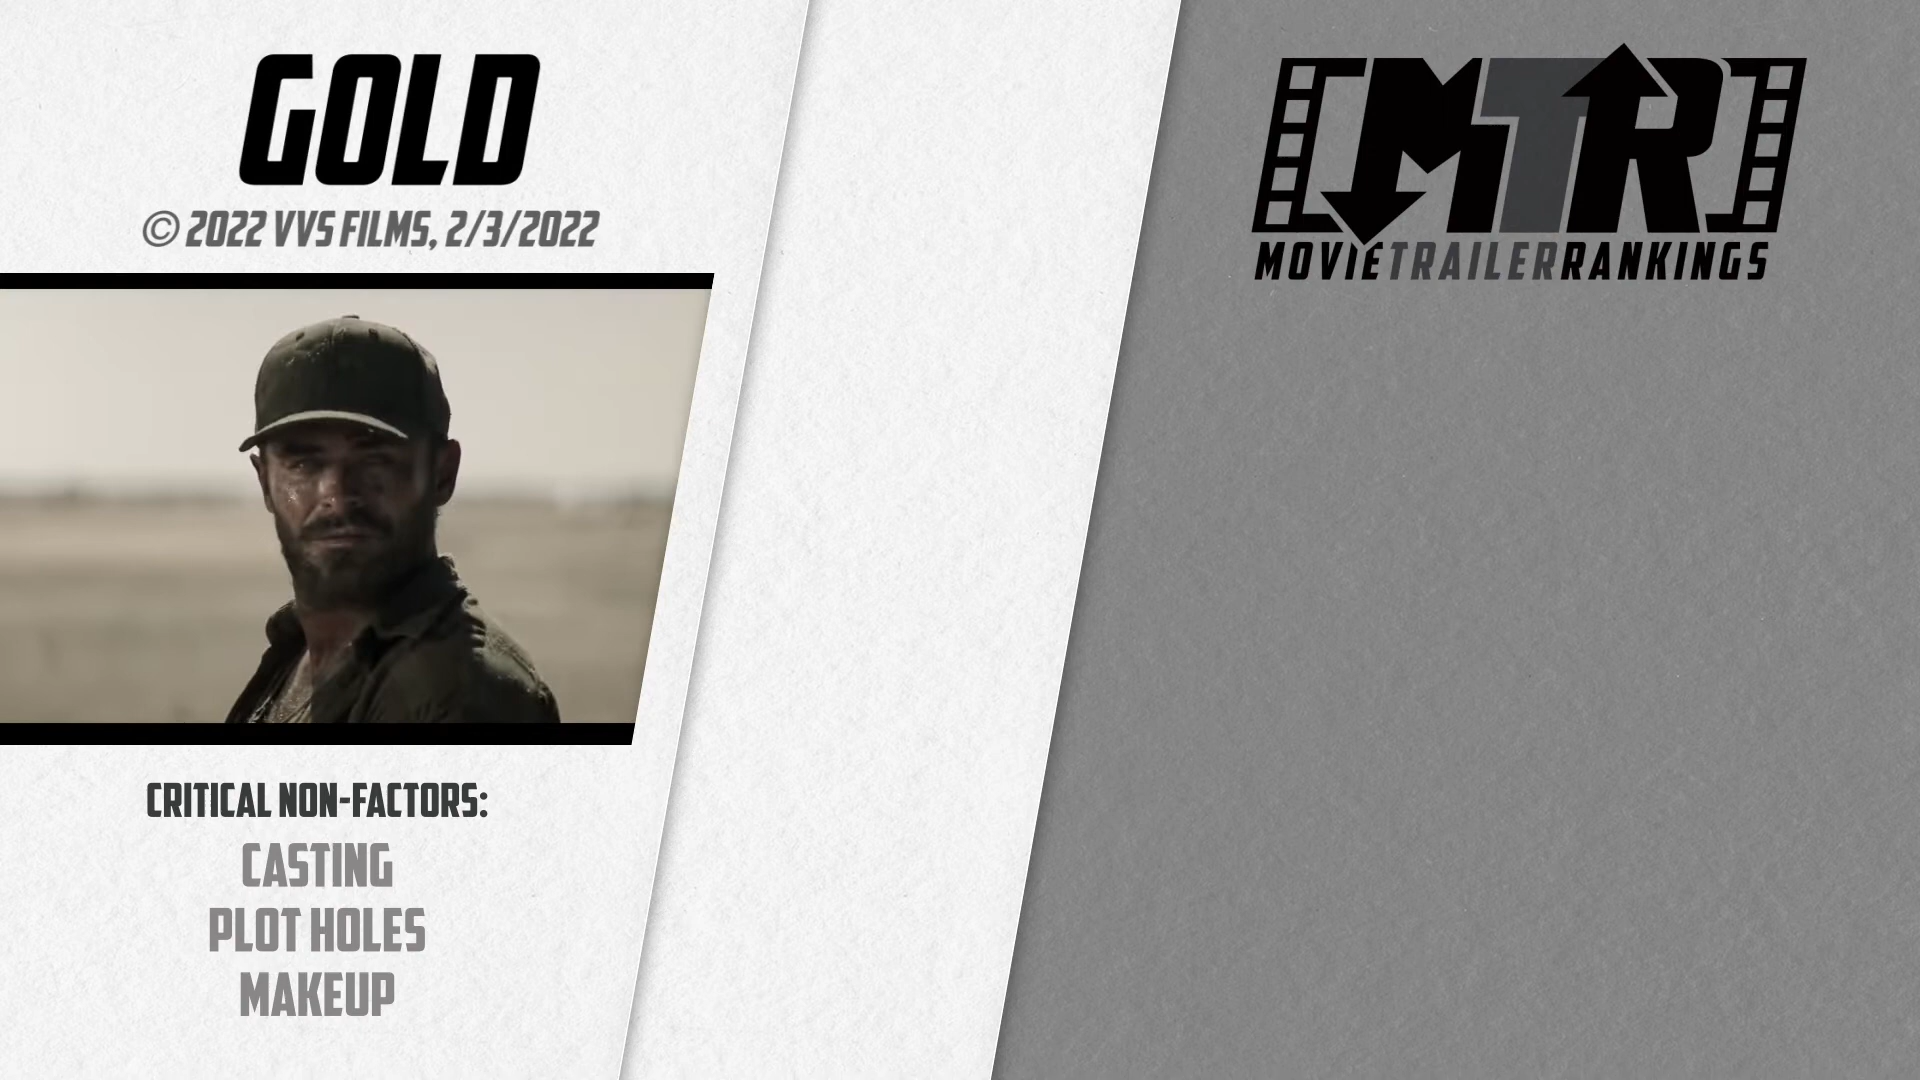 GOLD
© 2022 VVS FILMS, 2/3/2022
CRITICAL NON-FACTORS:
CASTING
PLOT HOLES
MAKEUP
[MTR]
MOVIETRAILERRANKINGS